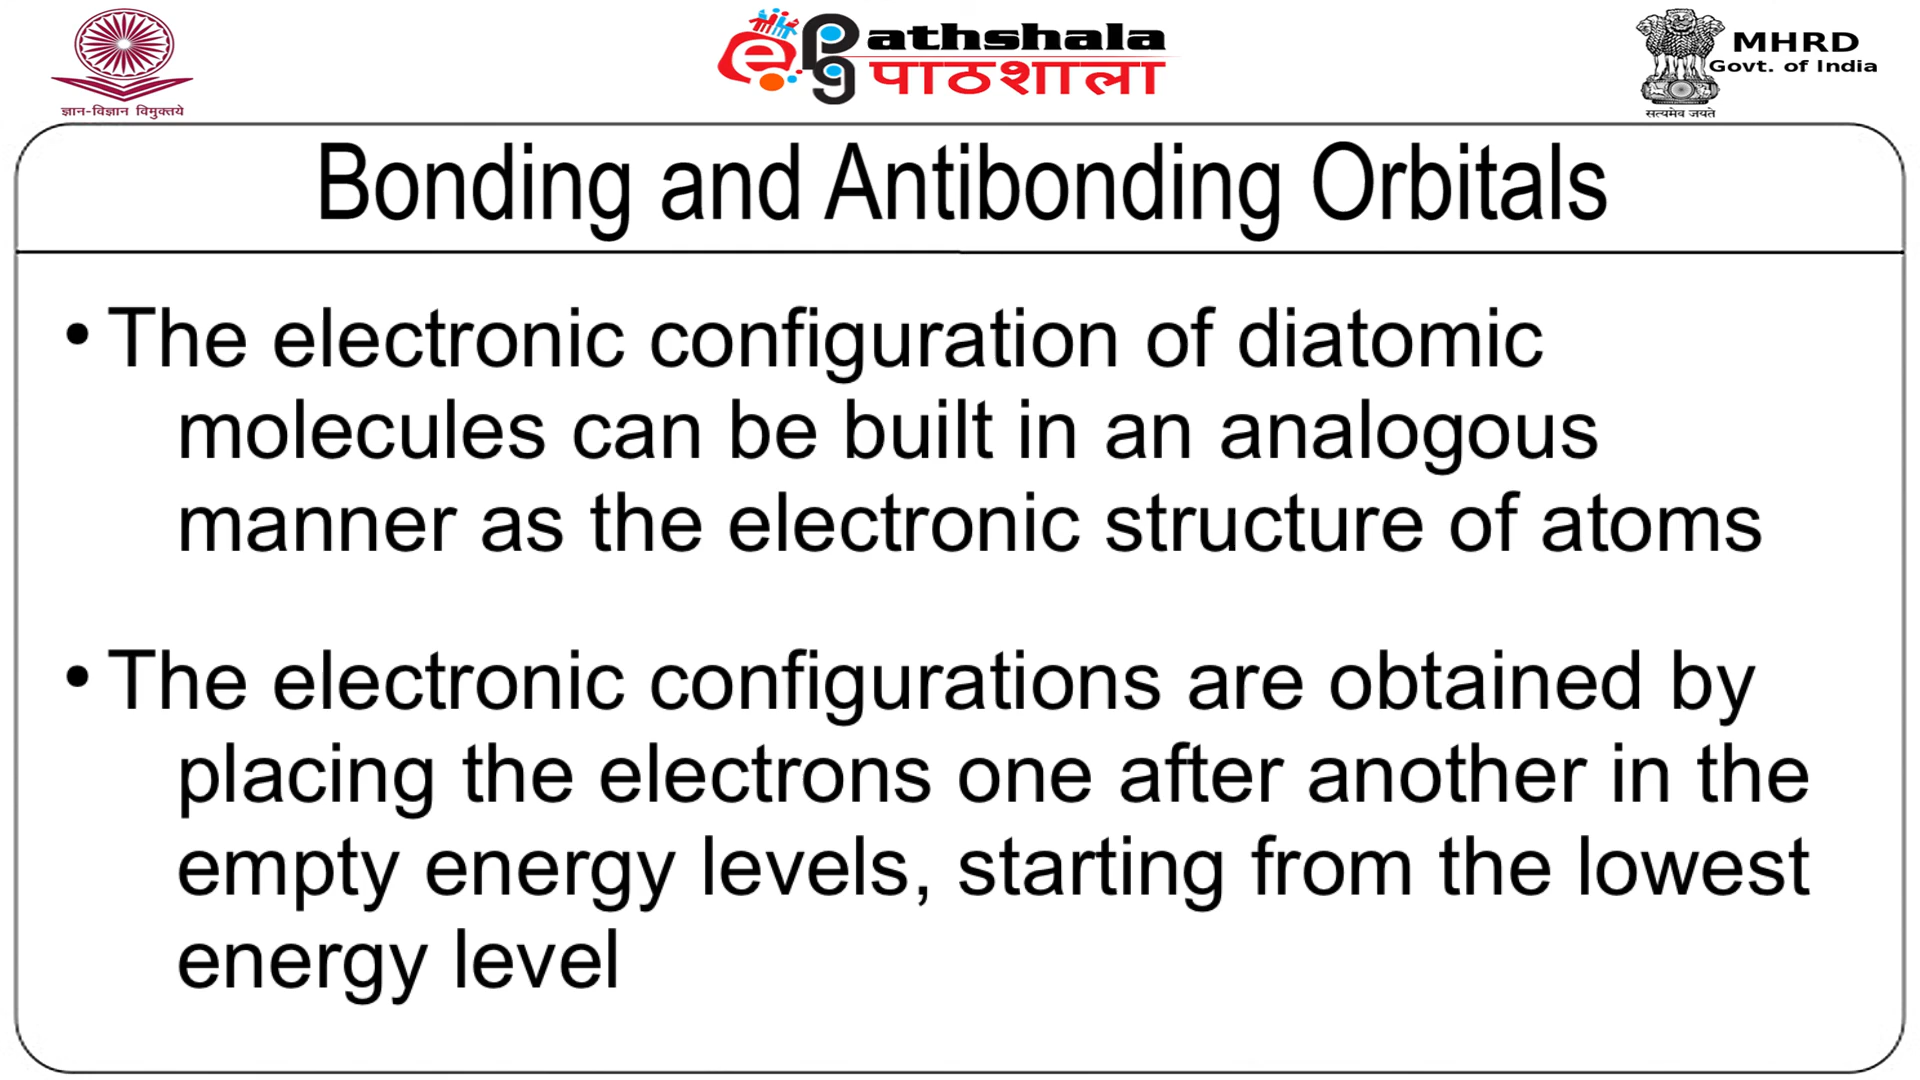 ज्ञान-विज्ञान विमुक्तये
ePG athshala
पाठशाला
MHRD
Govt. of India
सत्यमेव जयते
Bonding and Antibonding Orbitals
• The electronic configuration of diatomic
molecules can be built in an analogous
manner as the electronic structure of atoms
• The electronic configurations are obtained by
placing the electrons one after another in the
empty energy levels, starting from the lowest
energy level